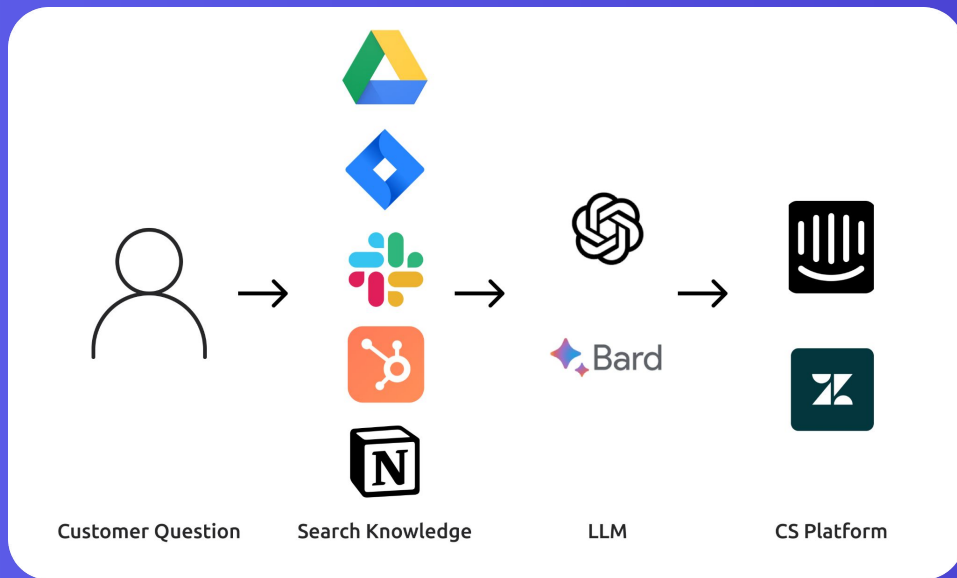 N
Bard
Customer Question
Search Knowledge
LLM
CS Platform